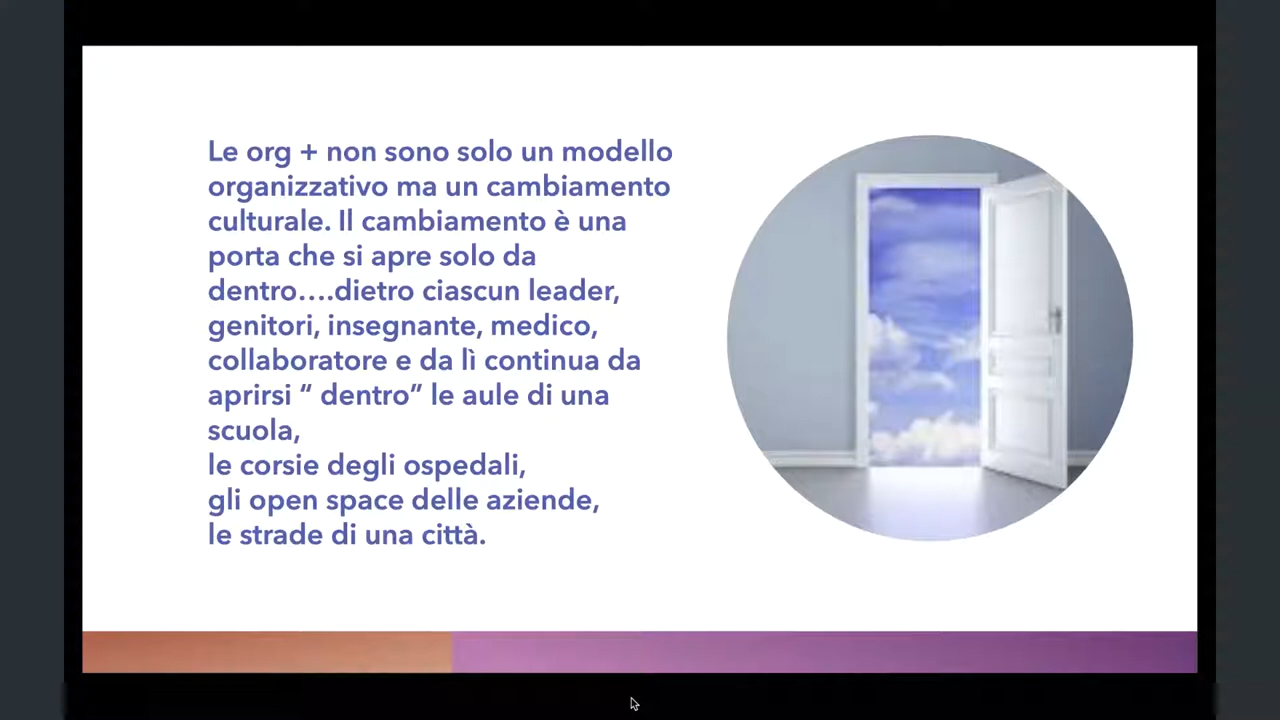 Le org + non sono solo un modello
organizzativo ma un cambiamento
culturale. Il cambiamento è una
porta che si apre solo da
dentro….dietro ciascun leader,
genitori, insegnante, medico,
collaboratore e da lì continua da
aprirsi “ dentro” le aule di una
scuola,
le corsie degli ospedali,
gli open space delle aziende,
le strade di una città.